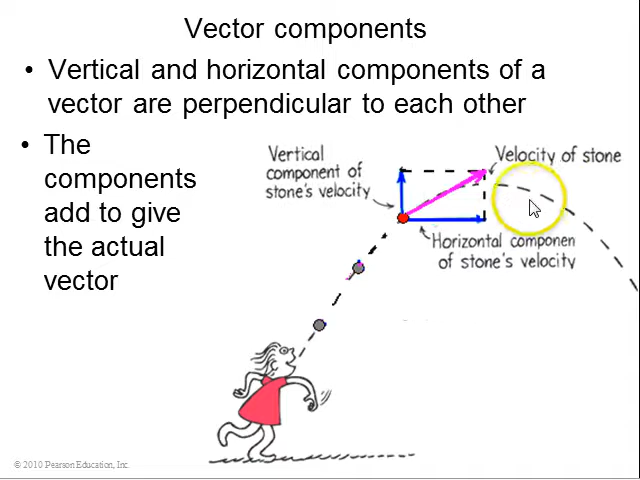 Vector components
• Vertical and horizontal components of a
vector are perpendicular to each other
• The
components
add to give
the actual
vector
Vertical
component of
stone's velocity
Velocity of stone
Horizontal componen
of stone's velocity
© 2010 Pearson Education, Inc.